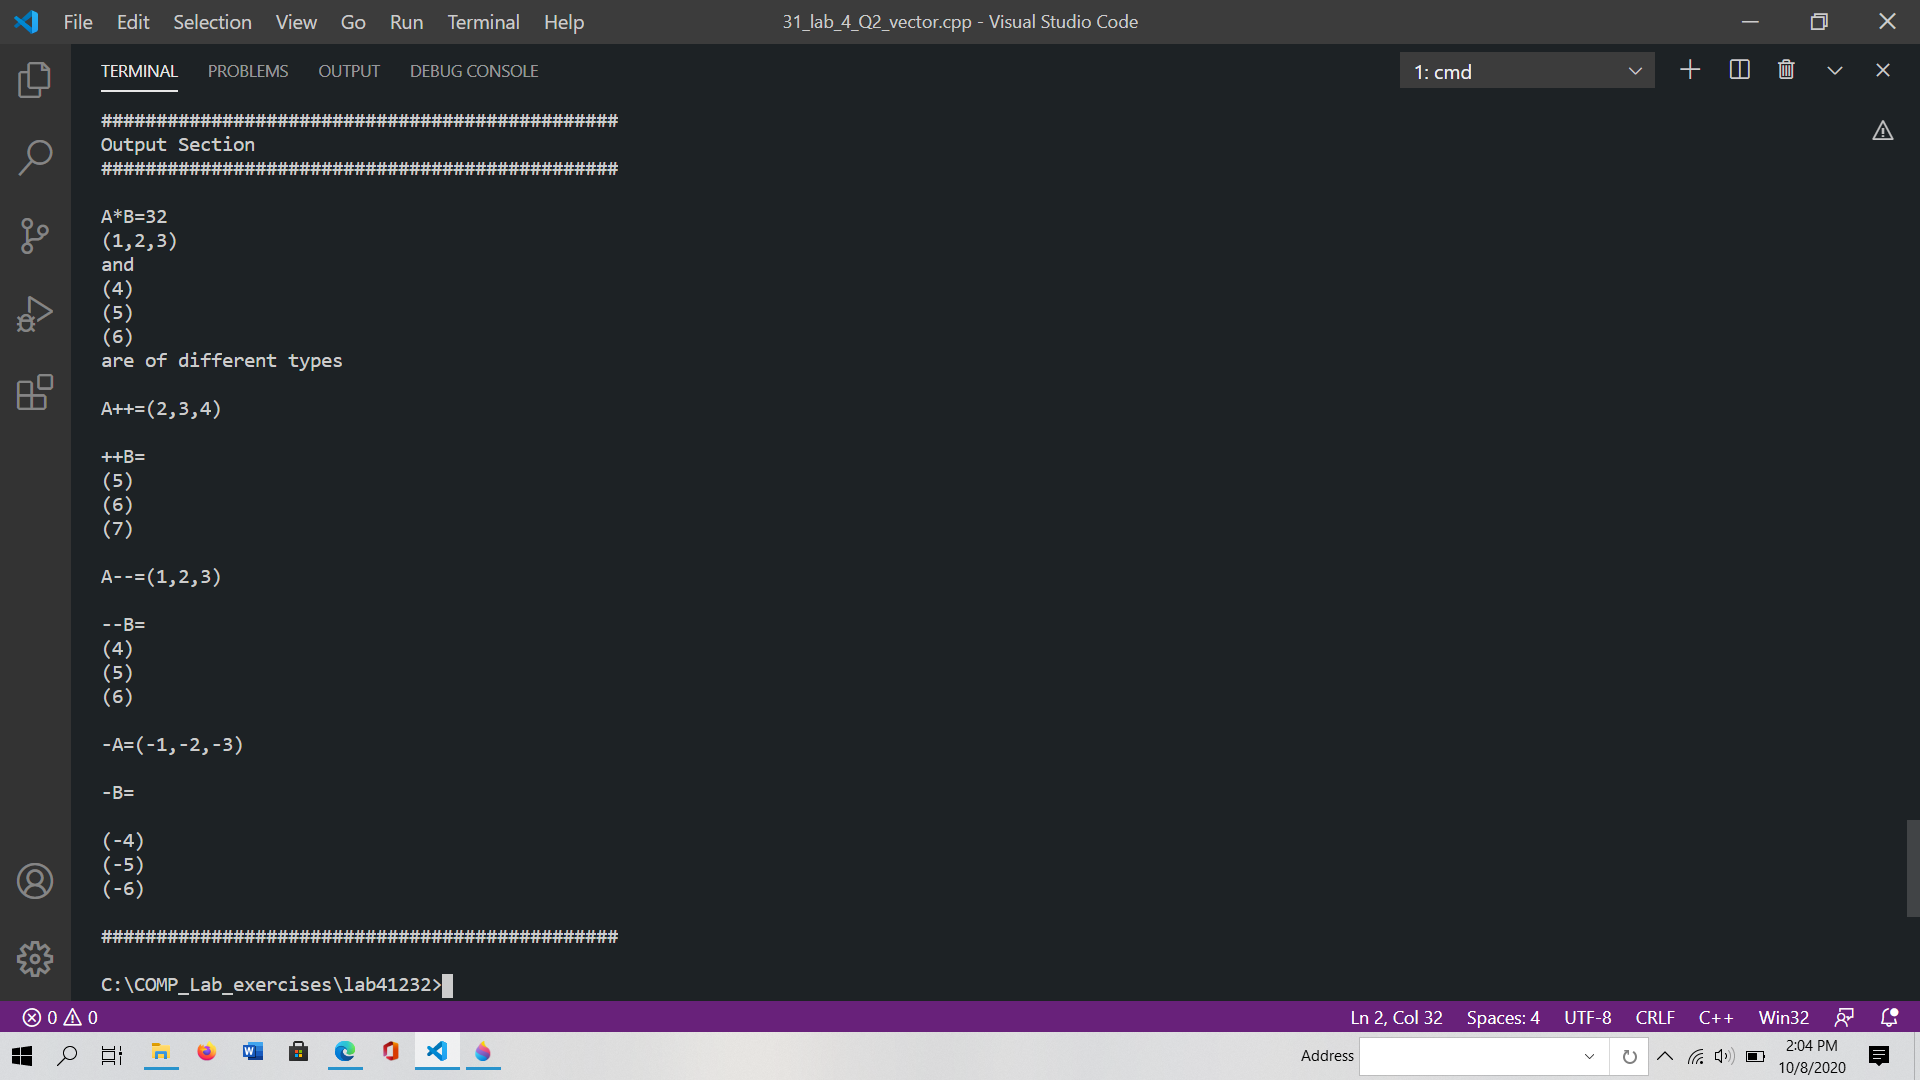 File Edit Selection View Go Run Terminal Help 31_lab_4_Q2_vector.cpp - Visual Studio Code
TERMINAL PROBLEMS OUTPUT DEBUG CONSOLE 1: cmd
###############################################
Output Section
###############################################
A*B=32
(1,2,3)
and
(4)
(5)
(6)
are of different types
A++=(2,3,4)
++B=
(5)
(6)
(7)
A--=(1,2,3)
--B=
(4)
(5)
(6)
-A=(-1,-2,-3)
-B=
(-4)
(-5)
(-6)
###############################################
C:\COMP_Lab_exercises\lab41232>
0 0 Ln 2, Col 32 Spaces: 4 UTF-8 CRLF C++ Win32
Address 2:04 PM
10/8/2020